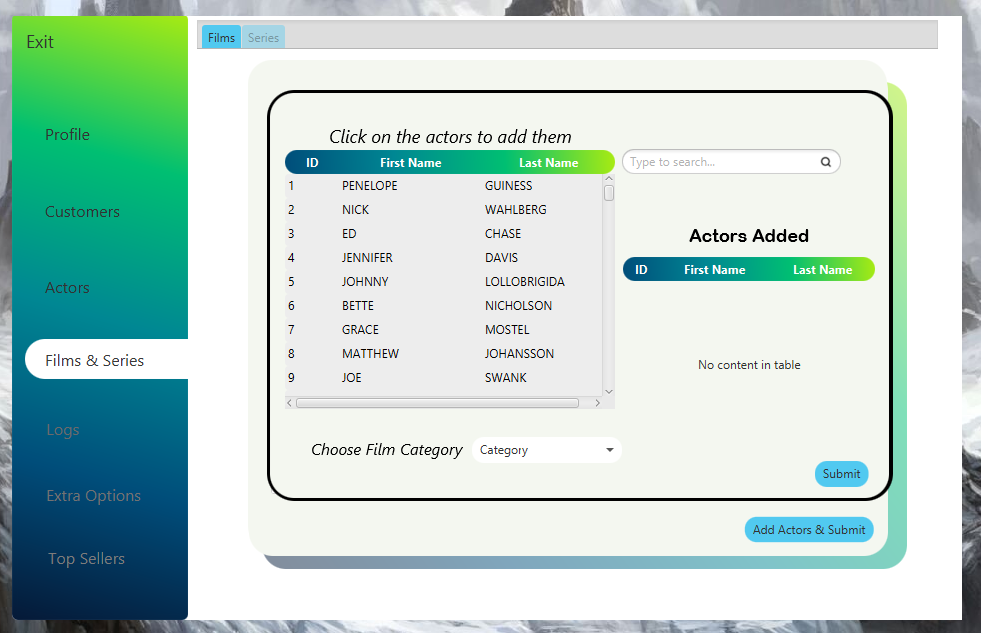 Exit
Profile
Customers
Actors
Films & Series
Logs
Extra Options
Top Sellers
Films Series
Click on the actors to add them
ID First Name Last Name
1 PENELOPE GUINESS
2 NICK WAHLBERG
3 ED CHASE
4 JENNIFER DAVIS
5 JOHNNY LOLLOBRIGIDA
6 BETTE NICHOLSON
7 GRACE MOSTEL
8 MATTHEW JOHANSSON
9 JOE SWANK
Type to search...
Actors Added
ID First Name Last Name
No content in table
Choose Film Category Category
Submit
Add Actors & Submit